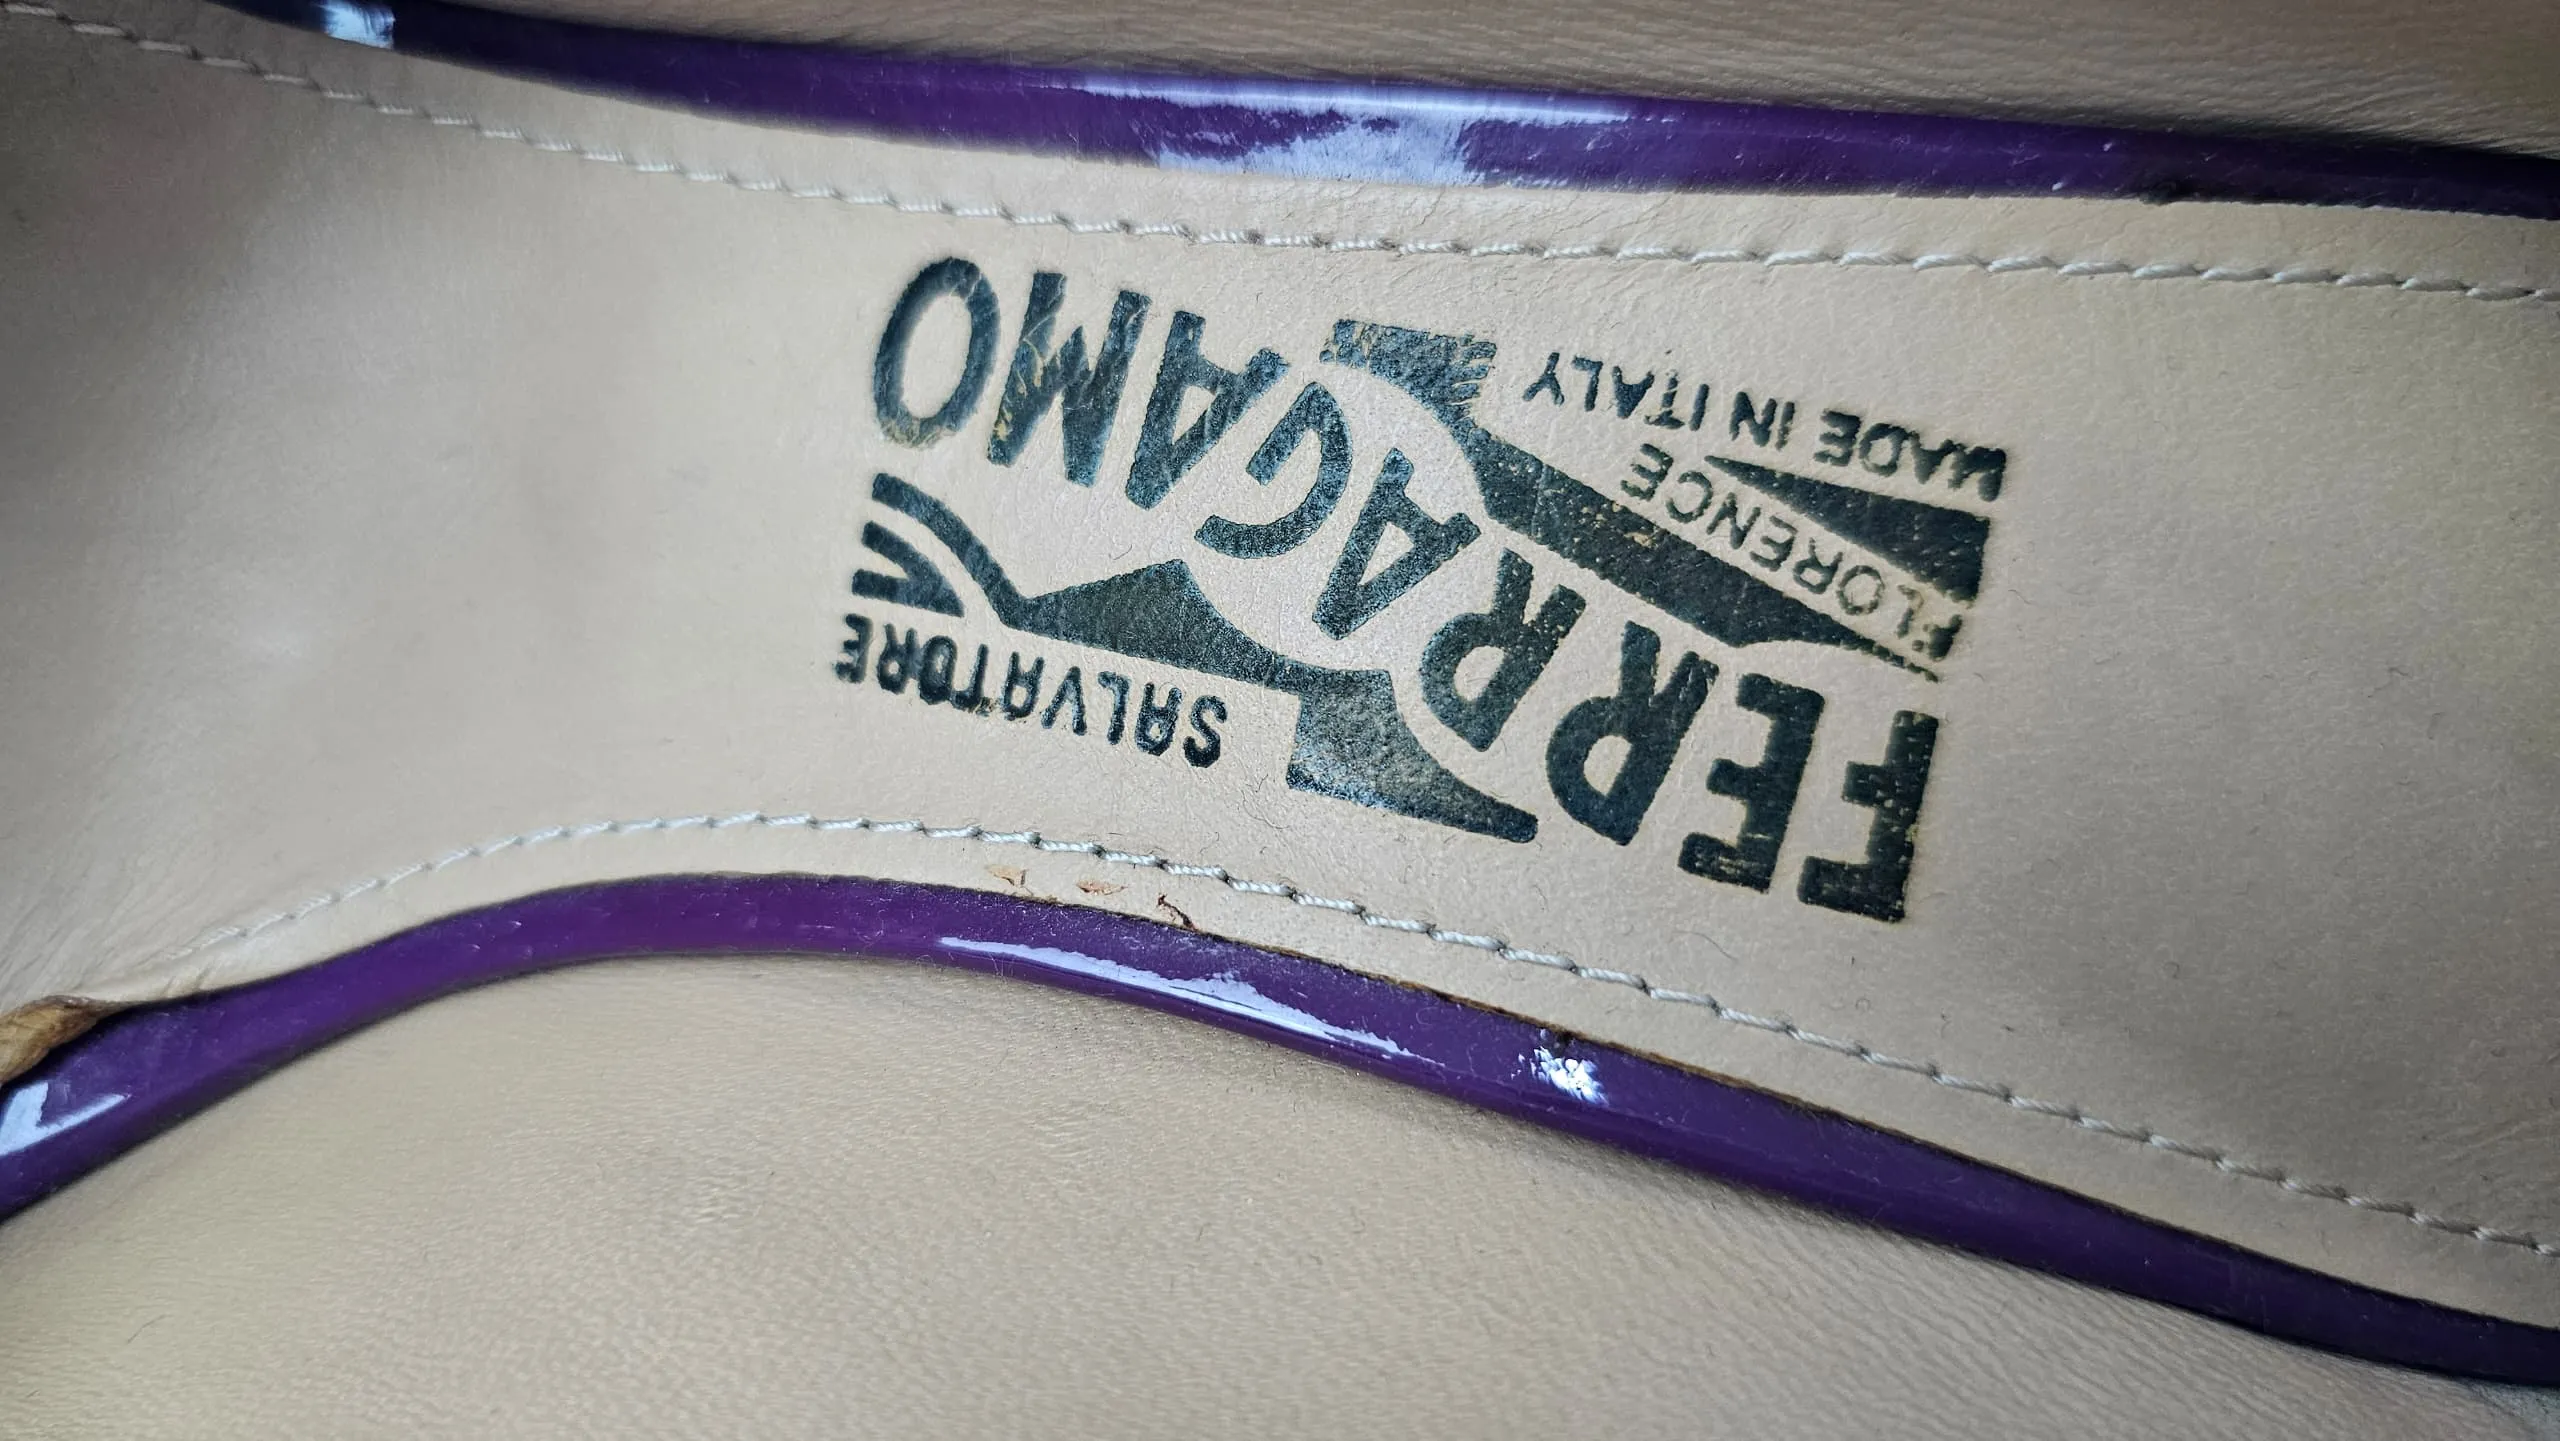 SALVATORE
FERRAGAMO
FLORENCE
MADE IN ITALY